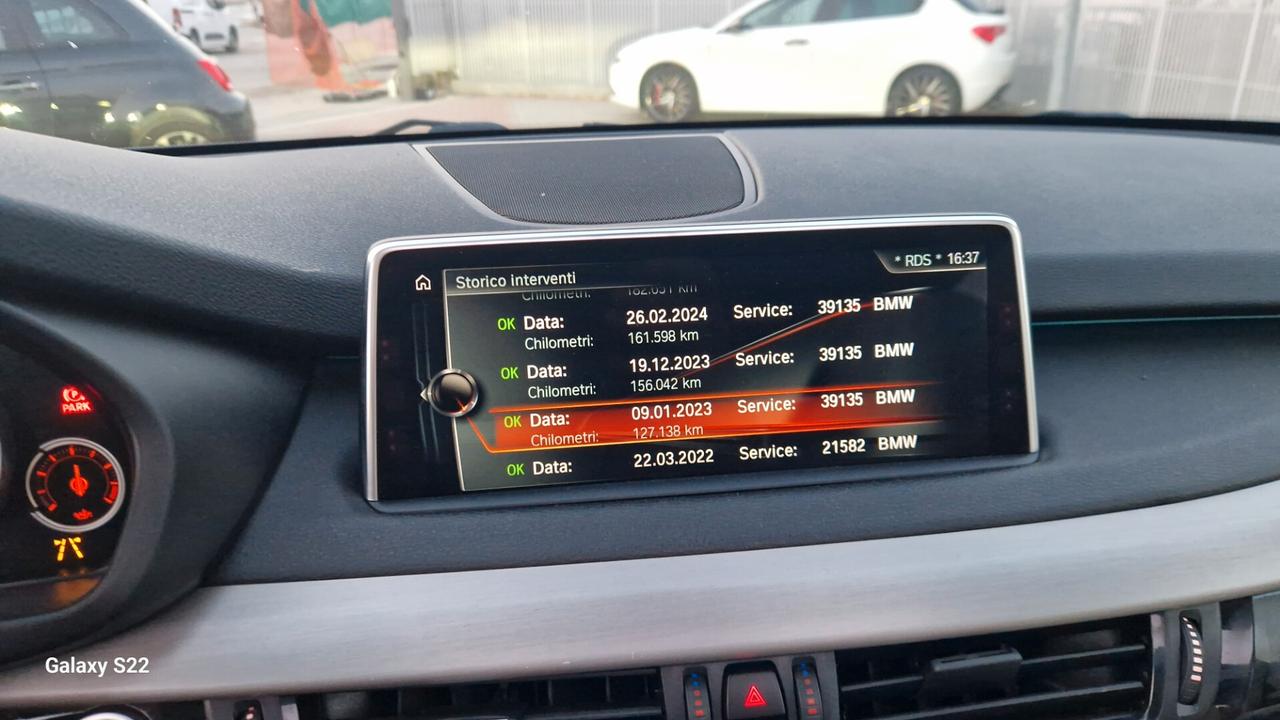 * RDS * 16:37
Storico interventi
Chilometri: km
OK Data: 26.02.2024 Service: 39135 BMW
Chilometri: 161.598 km
OK Data: 19.12.2023 Service: 39135 BMW
Chilometri: 156.042 km
OK Data: 09.01.2023 Service: 39135 BMW
Chilometri: 127.138 km
OK Data: 22.03.2022 Service: 21582 BMW
PARK
Galaxy S22